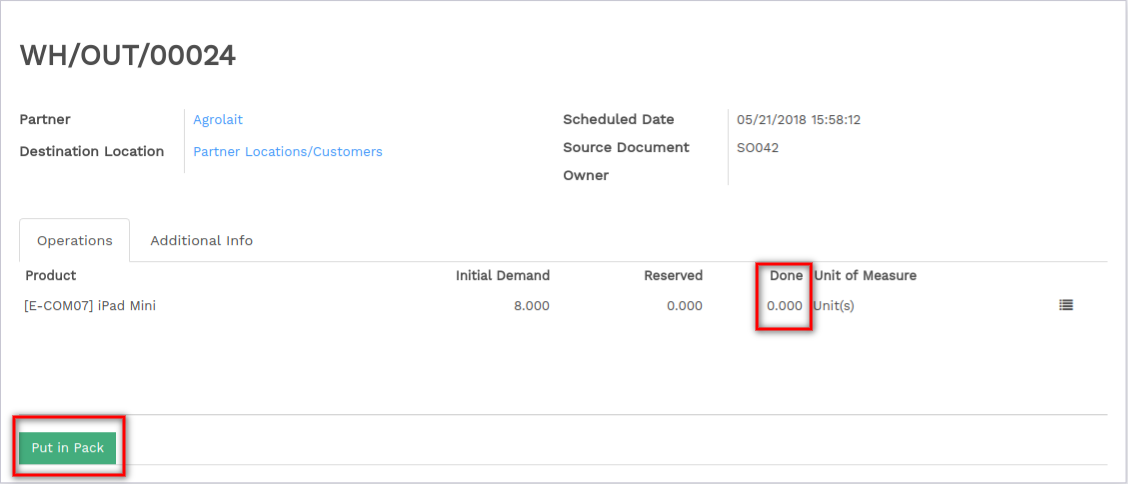 WH/OUT/00024
Partner Agrolait Scheduled Date 05/21/2018 15:58:12
Destination Location Partner Locations/Customers Source Document SO042
Owner
Operations Additional Info
Product Initial Demand Reserved Done Unit of Measure
[E-COM07] iPad Mini 8.000 0.000 0.000 Unit(s)
Put in Pack